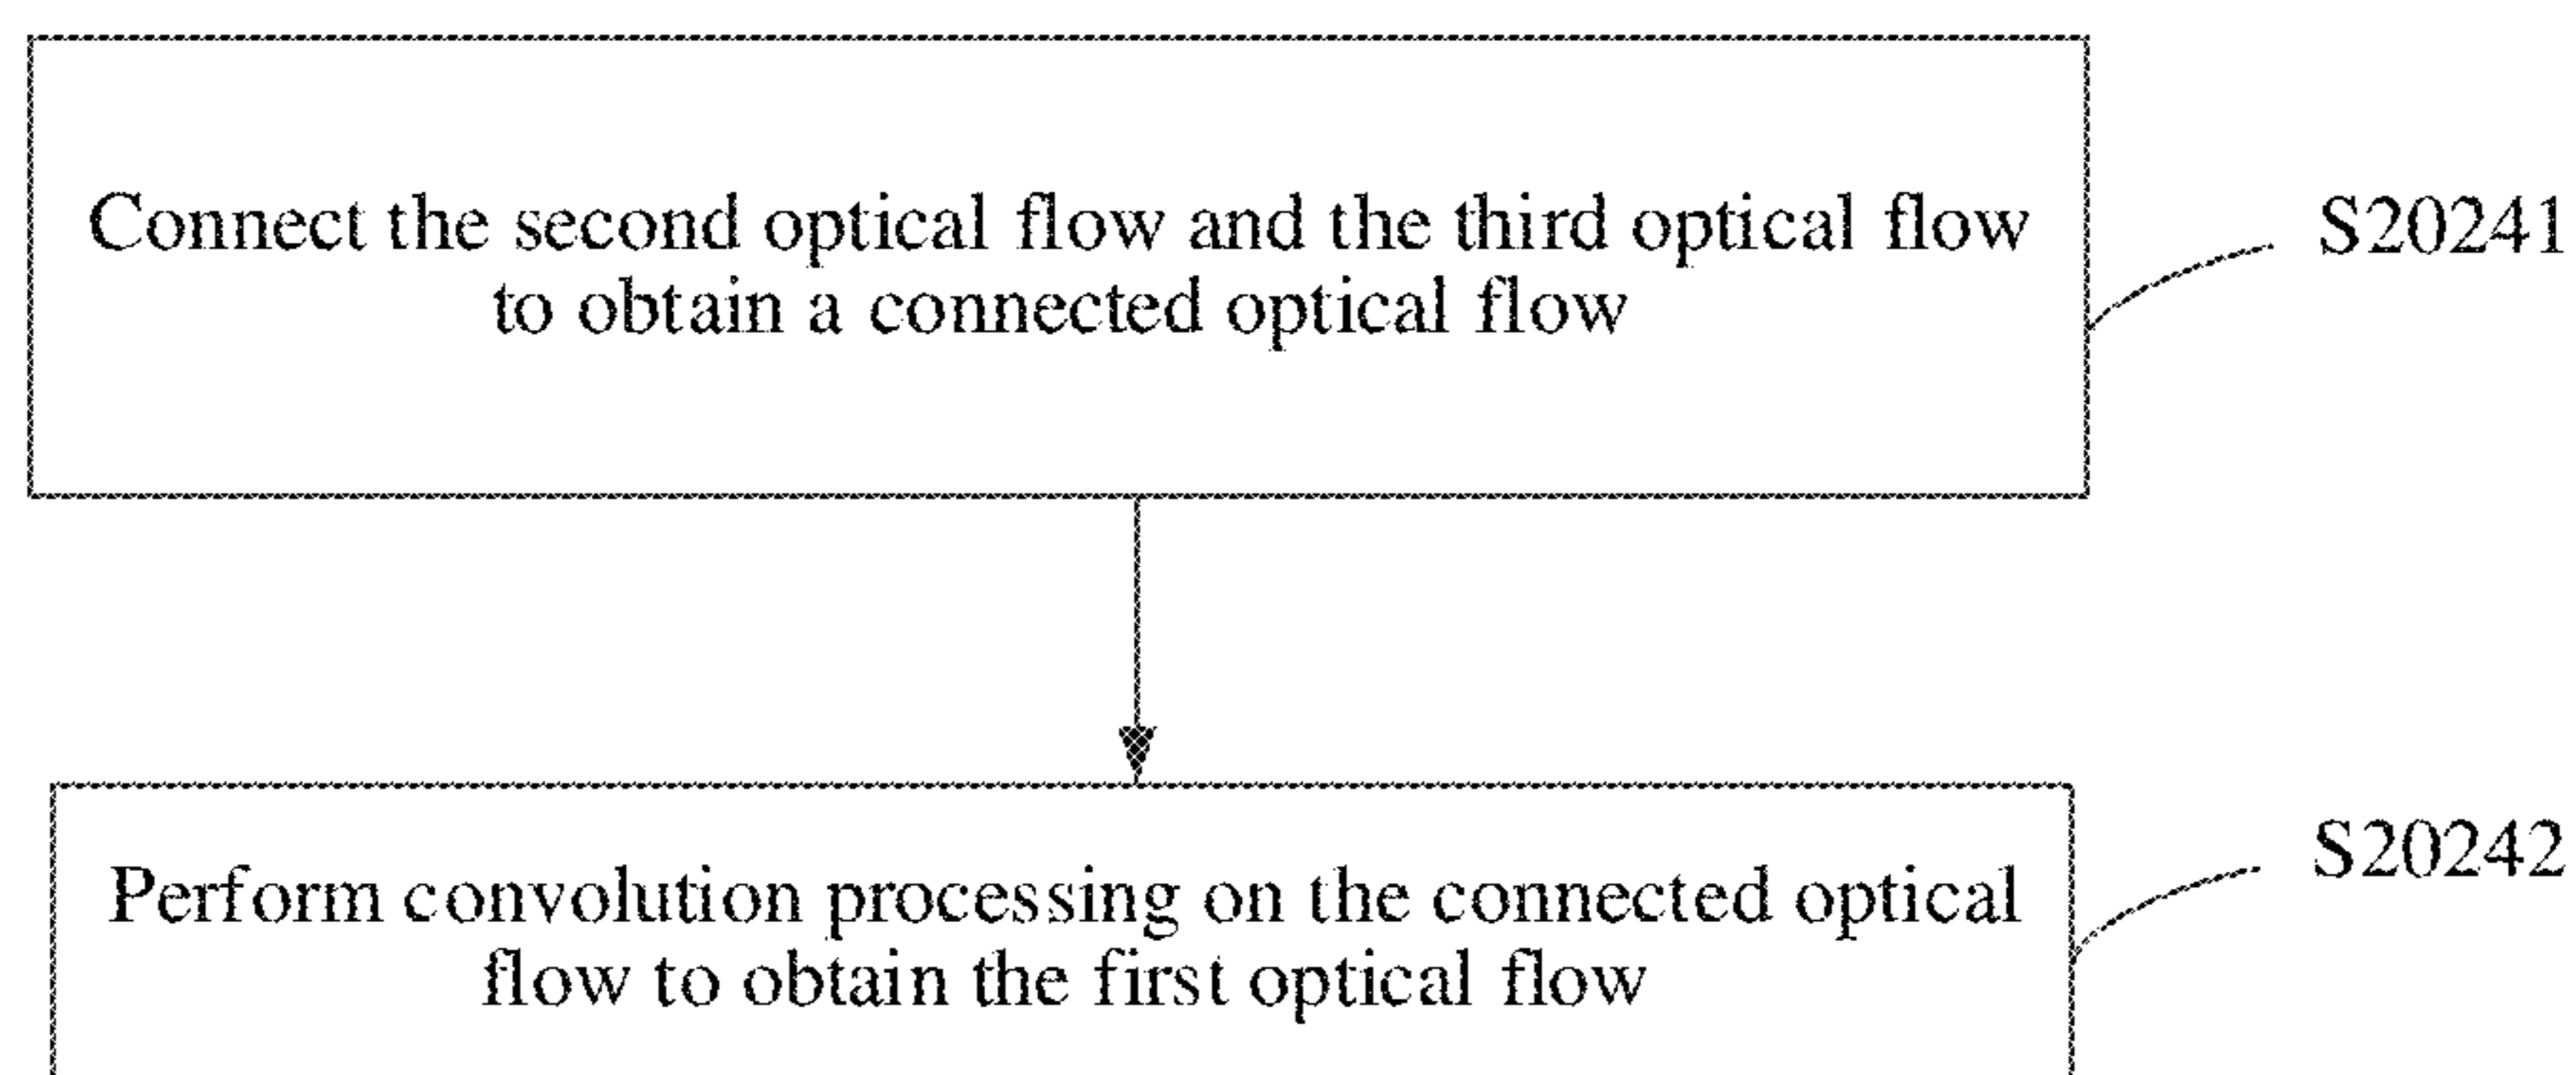 Connect the second optical flow and the third optical flow
to obtain a connected optical flow
S20241
Perform convolution processing on the connected optical
flow to obtain the first optical flow
S20242